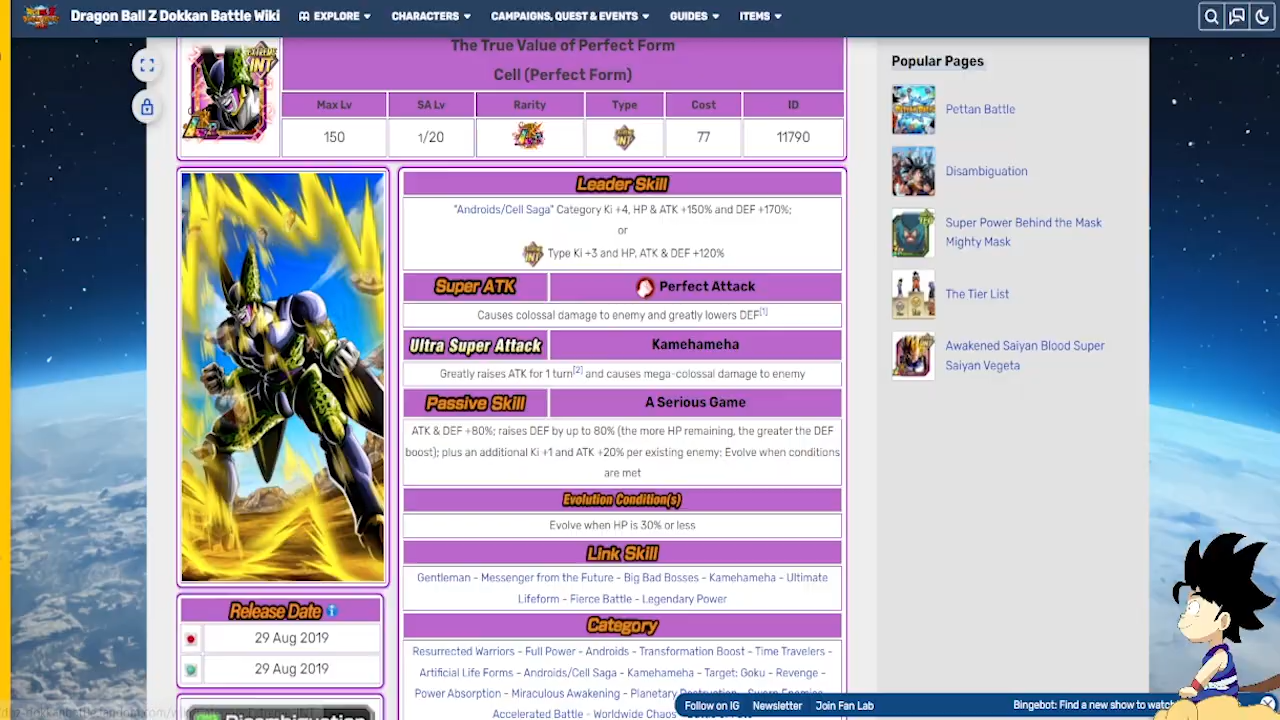 Dragon Ball Z Dokkan Battle Wiki
EXPLORE
CHARACTERS
CAMPAIGNS, QUEST & EVENTS
GUIDES
ITEMS
EXTREME
INT
The True Value of Perfect Form
Cell (Perfect Form)
Max Lv
SA Lv
Rarity
Type
Cost
ID
150
1/20
77
11790
Leader Skill
"Androids/Cell Saga" Category Ki +4, HP & ATK +150% and DEF +170%;
or
Type Ki +3 and HP, ATK & DEF +120%
Super ATK
Perfect Attack
Causes colossal damage to enemy and greatly lowers DEF[1]
Ultra Super Attack
Kamehameha
Greatly raises ATK for 1 turn[2] and causes mega-colossal damage to enemy
Passive Skill
A Serious Game
ATK & DEF +80%; raises DEF by up to 80% (the more HP remaining, the greater the DEF
boost); plus an additional Ki +1 and ATK +20% per existing enemy; Evolve when conditions
are met
Evolution Condition(s)
Evolve when HP is 30% or less
Link Skill
Gentleman - Messenger from the Future - Big Bad Bosses - Kamehameha - Ultimate
Lifeform - Fierce Battle - Legendary Power
Category
Resurrected Warriors - Full Power - Androids - Transformation Boost - Time Travelers -
Artificial Life Forms - Androids/Cell Saga - Kamehameha - Target: Goku - Revenge -
Power Absorption - Miraculous Awakening - Planetary Destruction - Sworn Enemies
Accelerated Battle - Worldwide Chaos
Release Date
29 Aug 2019
29 Aug 2019
Disambiguation
Popular Pages
Pettan Battle
Disambiguation
Super Power Behind the Mask
Mighty Mask
The Tier List
Awakened Saiyan Blood Super
Saiyan Vegeta
Follow on IG
Newsletter
Join Fan Lab
Bingebot: Find a new show to watch